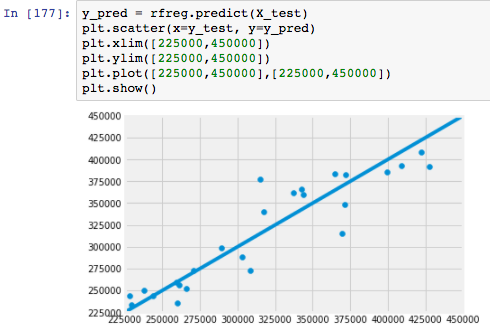 In [177]: y_pred = rfreg.predict(X_test)
plt.scatter(x=y_test, y=y_pred)
plt.xlim([225000,450000])
plt.ylim([225000,450000])
plt.plot([225000,450000],[225000,450000])
plt.show()
450000
425000
400000
375000
350000
325000
300000
275000
250000
225000
225000 250000 275000 300000 325000 350000 375000 400000 425000 450000